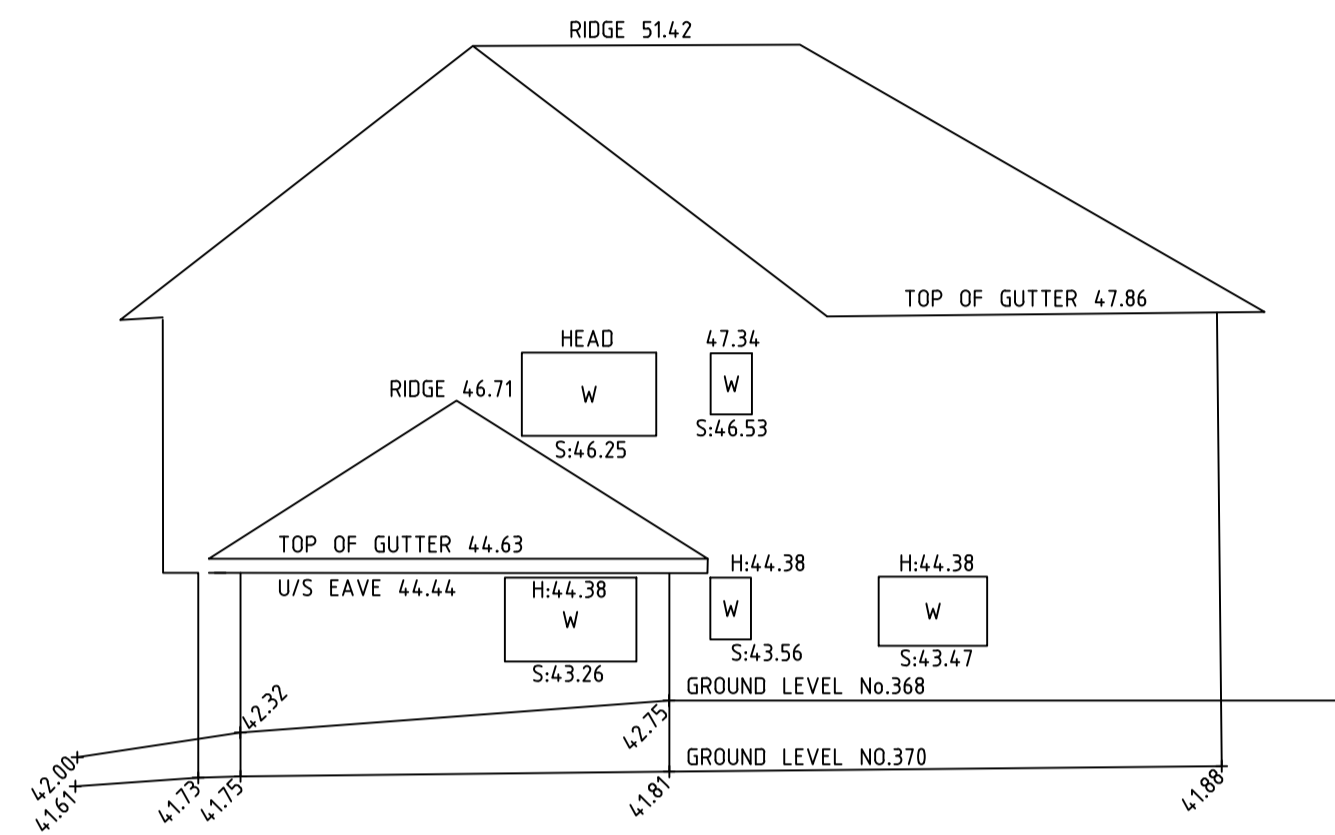 RIDGE 51.42
TOP OF GUTTER 47.86
HEAD
47.34
W
W
RIDGE 46.71
S:46.53
S:46.25
TOP OF GUTTER 44.63
H:44.38
H:44.38
U/S EAVE 44.44
H:44.38
W
W
W
S:43.56
S:43.47
S:43.26
GROUND LEVEL No.368
42.32
42.75
GROUND LEVEL NO.370
42.00
41.61
41.73
41.75
41.81
41.88